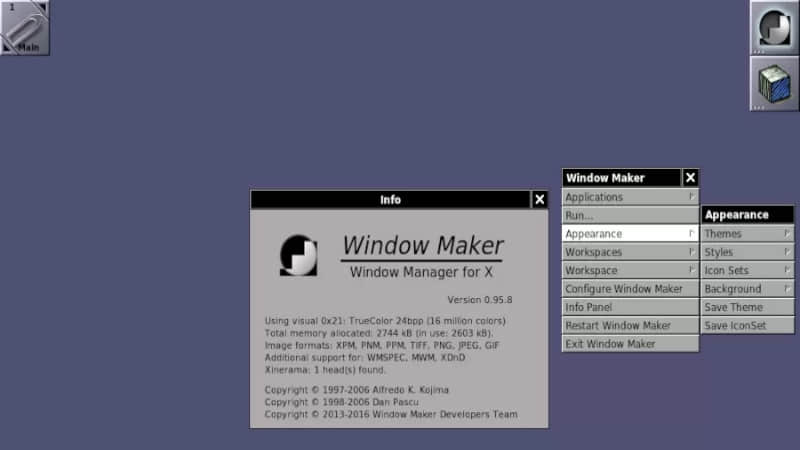 1
Main
Info
Window Maker
Window Manager for X
Version 0.95.8
Using visual 0x21: TrueColor 24bpp (16 million colors)
Total memory allocated: 2744 kB (in use: 2603 kB).
Image formats: XPM, PNM, PPM, TIFF, PNG, JPEG, GIF
Additional support for: WMSPEC, MWM, XDnD
Xinerama: 1 head(s) found.
Copyright © 1997-2006 Alfredo K. Kojima
Copyright © 1998-2006 Dan Pascu
Copyright © 2013-2016 Window Maker Developers Team
Window Maker
Applications
Run...
Appearance
Workspaces
Workspace
Configure Window Maker
Info Panel
Restart Window Maker
Exit Window Maker
Appearance
Themes
Styles
Icon Sets
Background
Save Theme
Save IconSet